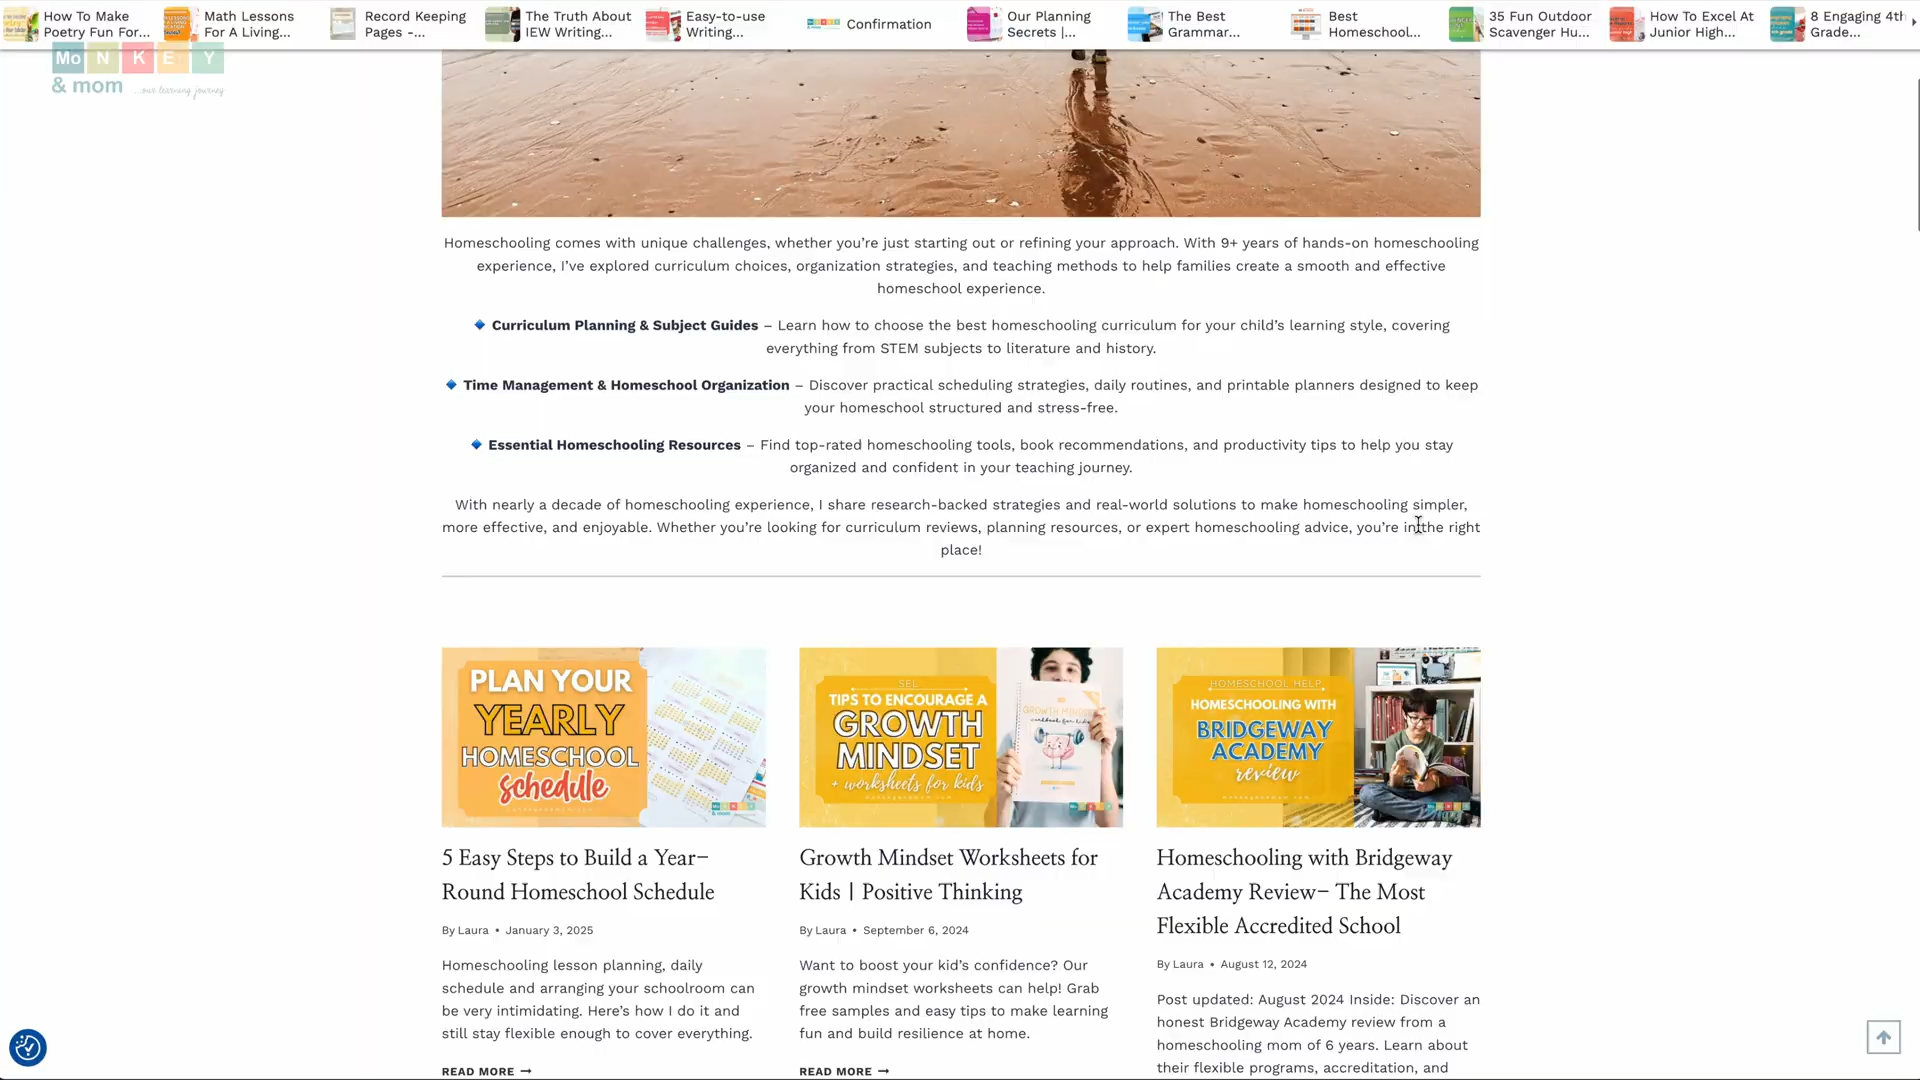 How To Make
Poetry Fun For...
Math Lessons
For A Living...
Record Keeping
Pages -...
The Truth About
IEW Writing...
Easy-to-use
Writing...
Confirmation
Our Planning
Secrets |...
The Best
Grammar...
Best
Homeschool...
35 Fun Outdoor
Scavenger Hu...
How To Excel At
Junior High...
8 Engaging 4th
Grade...
MoNKEY
& mom ...our learning journey
Homeschooling comes with unique challenges, whether you’re just starting out or refining your approach. With 9+ years of hands-on homeschooling
experience, I’ve explored curriculum choices, organization strategies, and teaching methods to help families create a smooth and effective
homeschool experience.
Curriculum Planning & Subject Guides – Learn how to choose the best homeschooling curriculum for your child’s learning style, covering
everything from STEM subjects to literature and history.
Time Management & Homeschool Organization – Discover practical scheduling strategies, daily routines, and printable planners designed to keep
your homeschool structured and stress-free.
Essential Homeschooling Resources – Find top-rated homeschooling tools, book recommendations, and productivity tips to help you stay
organized and confident in your teaching journey.
With nearly a decade of homeschooling experience, I share research-backed strategies and real-world solutions to make homeschooling simpler,
more effective, and enjoyable. Whether you’re looking for curriculum reviews, planning resources, or expert homeschooling advice, you’re in the right
place!
PLAN YOUR
YEARLY
HOMESCHOOL
schedule
SEL
TIPS TO ENCOURAGE A
GROWTH
MINDSET
+ worksheets for kids
GROWTH MINDSET
workbook for kids
HOMESCHOOL HELP
HOMESCHOOLING WITH
BRIDGEWAY
ACADEMY
review
5 Easy Steps to Build a Year–
Round Homeschool Schedule
By Laura • January 3, 2025
Homeschooling lesson planning, daily
schedule and arranging your schoolroom can
be very intimidating. Here’s how I do it and
still stay flexible enough to cover everything.
READ MORE →
Growth Mindset Worksheets for
Kids | Positive Thinking
By Laura • September 6, 2024
Want to boost your kid’s confidence? Our
growth mindset worksheets can help! Grab
free samples and easy tips to make learning
fun and build resilience at home.
READ MORE →
Homeschooling with Bridgeway
Academy Review– The Most
Flexible Accredited School
By Laura • August 12, 2024
Post updated: August 2024 Inside: Discover an
honest Bridgeway Academy review from a
homeschooling mom of 6 years. Learn about
their flexible programs, accreditation, and